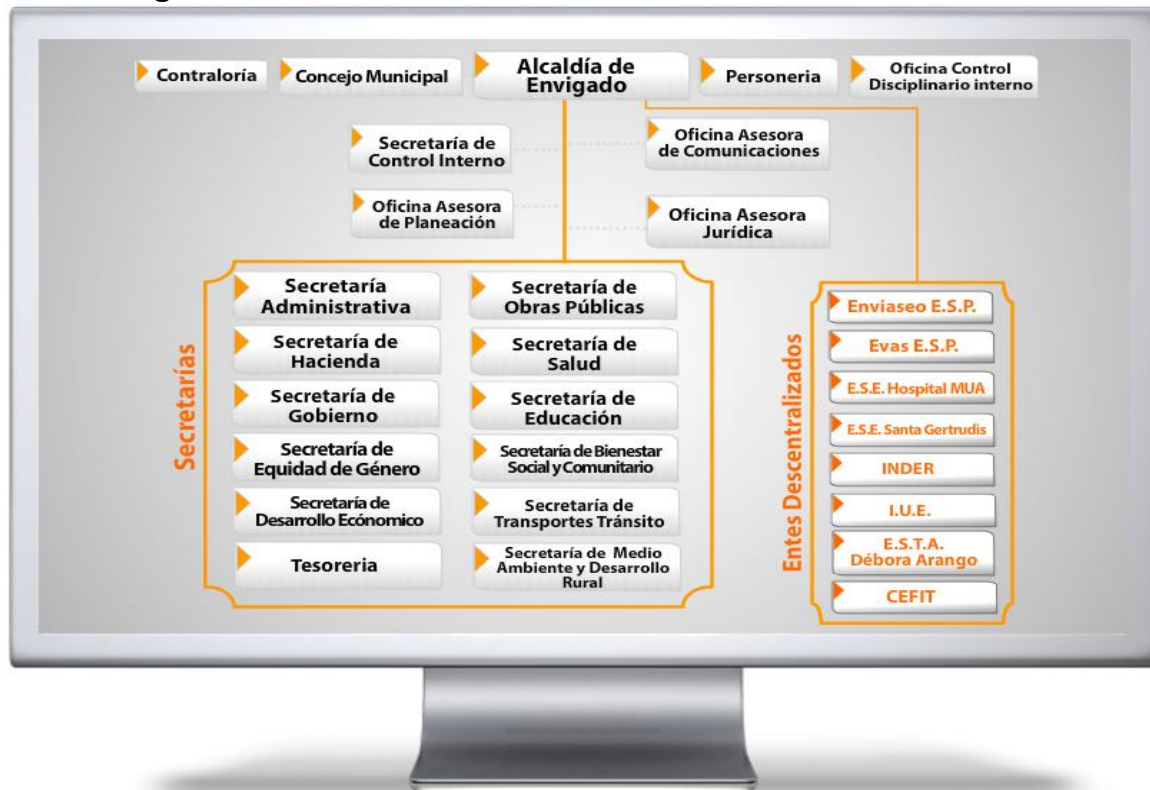 Contraloría
Concejo Municipal
Alcaldía de
Envigado
Personeria
Oficina Control
Disciplinario interno
Secretaría de
Control Interno
Oficina Asesora
de Comunicaciones
Oficina Asesora
de Planeación
Oficina Asesora
Jurídica
Secretarías
Secretaría
Administrativa
Secretaría de
Obras Públicas
Secretaría de
Hacienda
Secretaría de
Salud
Secretaría de
Gobierno
Secretaría de
Educación
Secretaría de
Equidad de Género
Secretaría de Bienestar
Social y Comunitario
Secretaría de
Desarrollo Ecónomico
Secretaría de
Transportes Tránsito
Tesoreria
Secretaría de Medio
Ambiente y Desarrollo
Rural
Entes Descentralizados
Enviaseo E.S.P.
Evas E.S.P.
E.S.E. Hospital MUA
E.S.E. Santa Gertrudis
INDER
I.U.E.
E.S.T.A.
Débora Arango
CEFIT